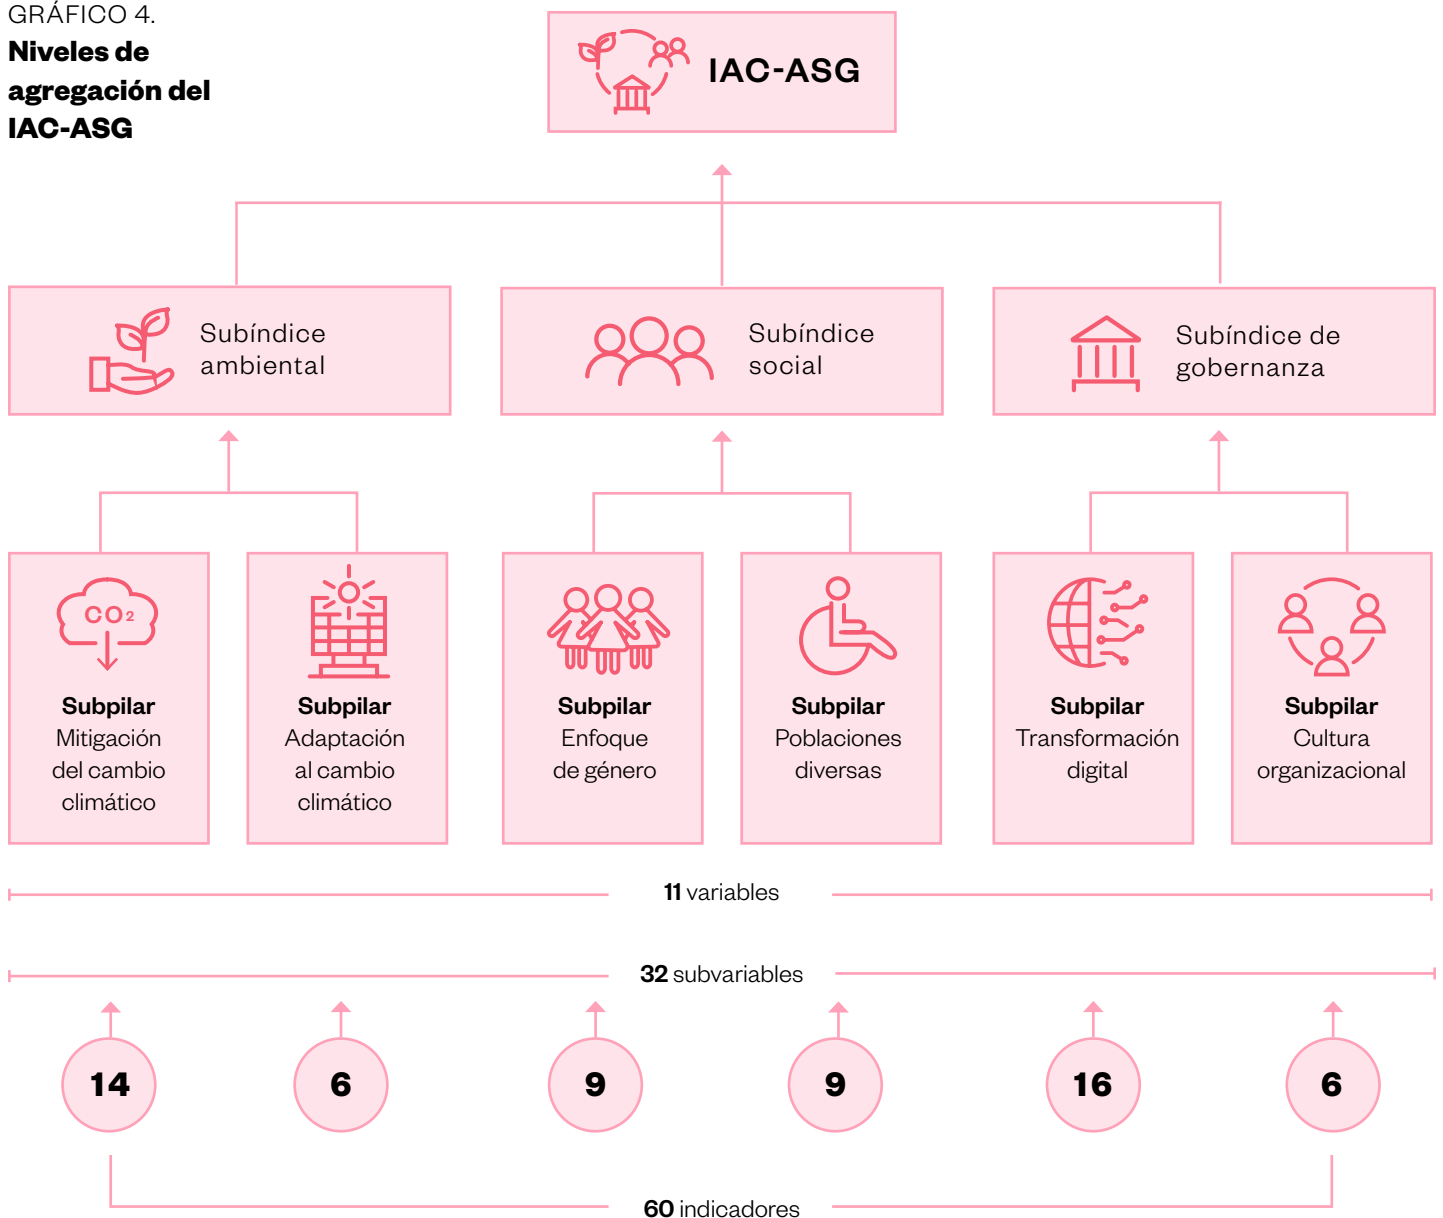 GRÁFICO 4.
Niveles de
agregación del
IAC-ASG
IAC-ASG
Subíndice
ambiental
Subíndice
social
Subíndice de
gobernanza
CO2
Subpilar
Mitigación
del cambio
climático
Subpilar
Adaptación
al cambio
climático
Subpilar
Enfoque
de género
Subpilar
Poblaciones
diversas
Subpilar
Transformación
digital
Subpilar
Cultura
organizacional
11 variables
32 subvariables
14
6
9
9
16
6
60 indicadores